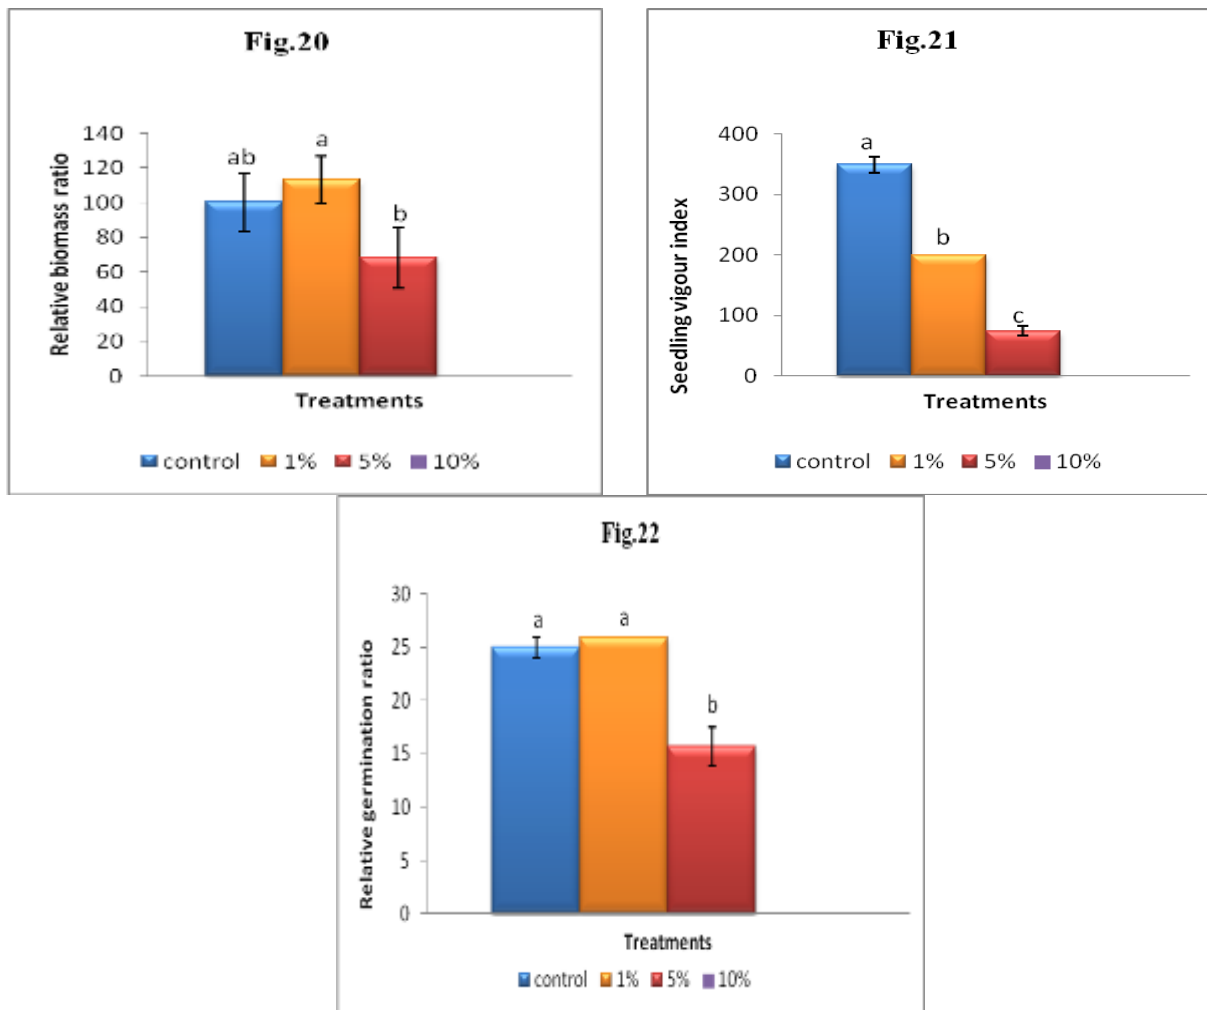 Fig.20
Relative biomass ratio
140
120
100
80
60
40
20
0
ab
a
b
Treatments
control 1% 5% 10%
Fig.21
Seedling vigour index
400
300
200
100
0
a
b
c
Treatments
control 1% 5% 10%
Fig.22
Relative germination ratio
30
25
20
15
10
5
0
a
a
b
Treatments
control 1% 5% 10%